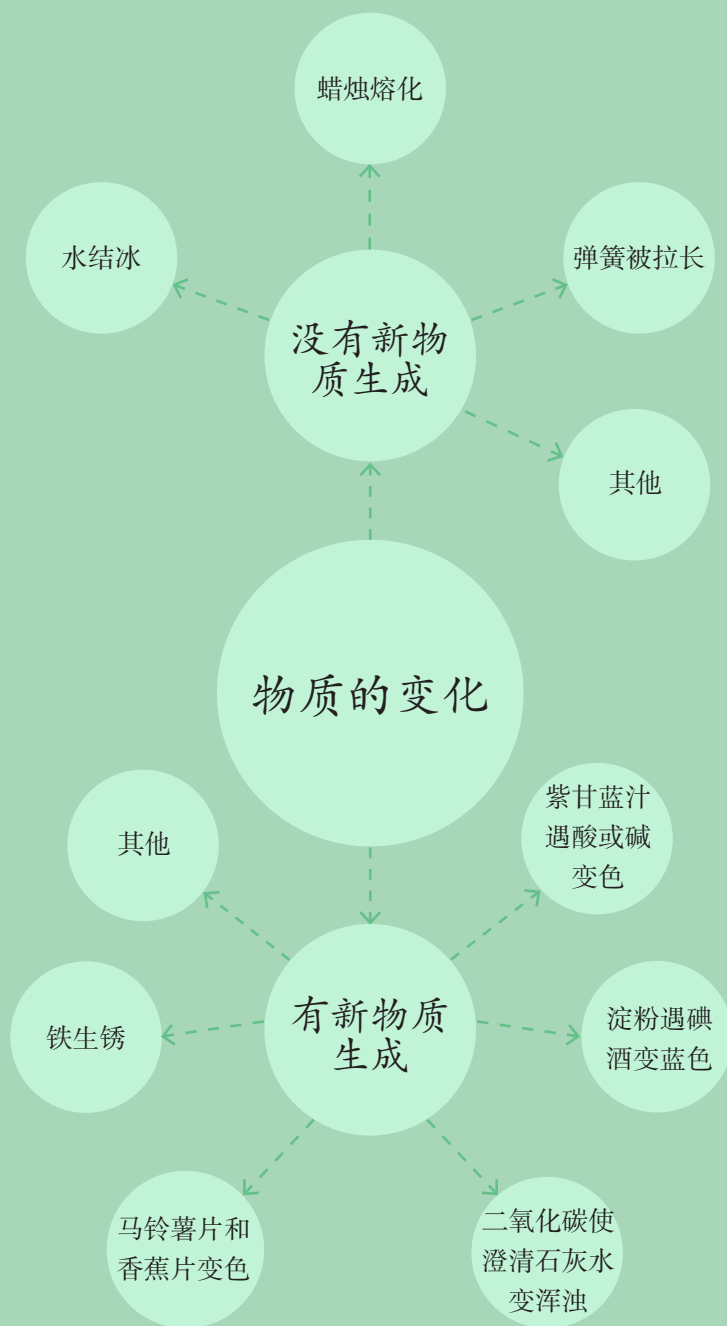 蜡烛熔化
水结冰
弹簧被拉长
没有新物
质生成
其他
物质的变化
其他
紫甘蓝汁
遇酸或碱
变色
铁生锈
有新物质
生成
淀粉遇碘
酒变蓝色
马铃薯片和
香蕉片变色
二氧化碳使
澄清石灰水
变浑浊